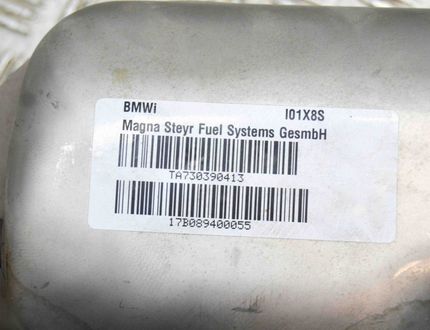 BMWi I01X8S
Magna Steyr Fuel Systems GesmbH
TA730390413
17B089400055